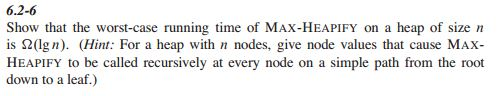 6.2-6
Show that the worst-case running time of MAX-HEAPIFY on a heap of size n
is Ω(lg n). (Hint: For a heap with n nodes, give node values that cause MAX-
HEAPIFY to be called recursively at every node on a simple path from the root
down to a leaf.)